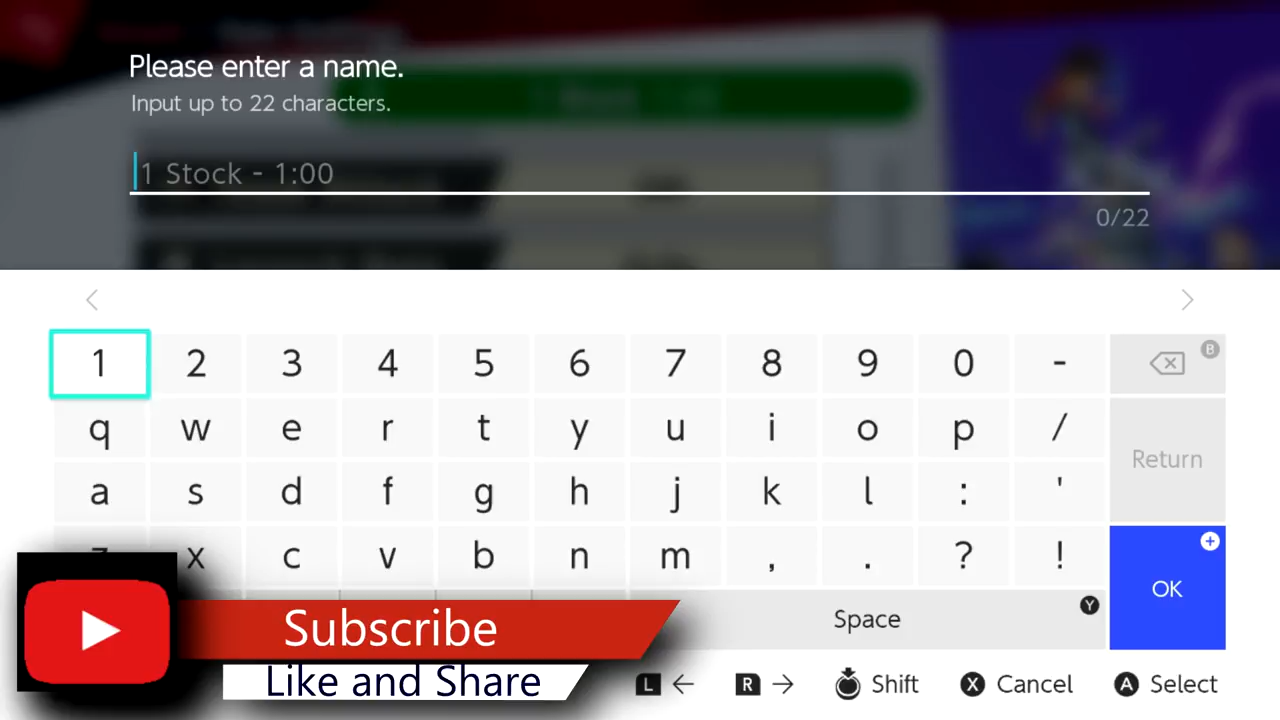 Please enter a name.
Input up to 22 characters.
1 Stock - 1:00
0/22
1 2 3 4 5 6 7 8 9 0 -
B
q w e r t y u i o p /
Return
a s d f g h j k l : '
x c v b n m , . ? !
+
OK
Space
Y
Subscribe
Like and Share
L ← R → Shift X Cancel A Select